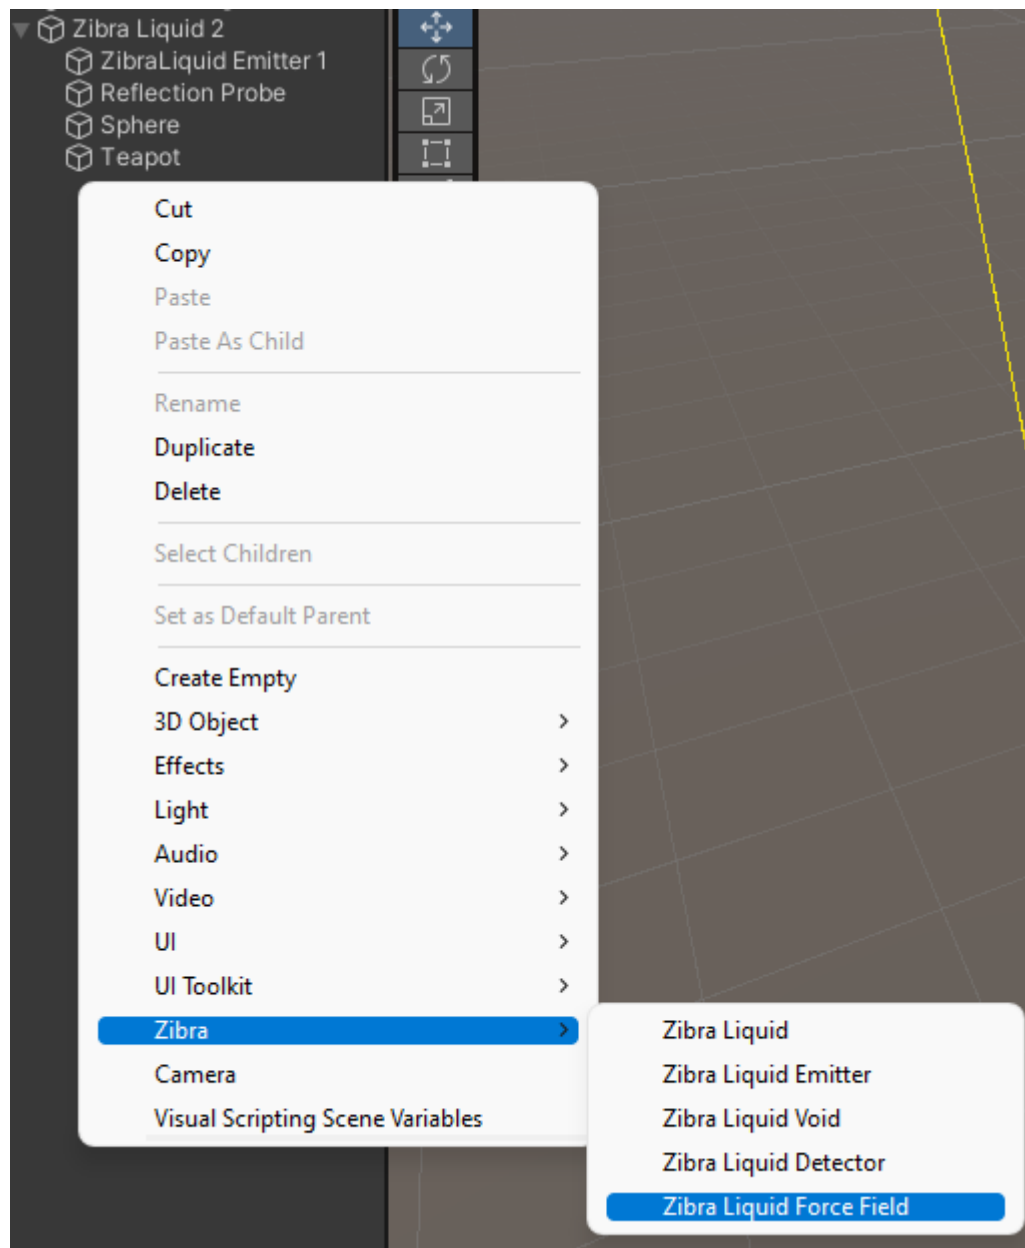 Zibra Liquid 2
ZibraLiquid Emitter 1
Reflection Probe
Sphere
Teapot
Cut
Copy
Paste
Paste As Child
Rename
Duplicate
Delete
Select Children
Set as Default Parent
Create Empty
3D Object
Effects
Light
Audio
Video
UI
UI Toolkit
Zibra
Camera
Visual Scripting Scene Variables
Zibra Liquid
Zibra Liquid Emitter
Zibra Liquid Void
Zibra Liquid Detector
Zibra Liquid Force Field